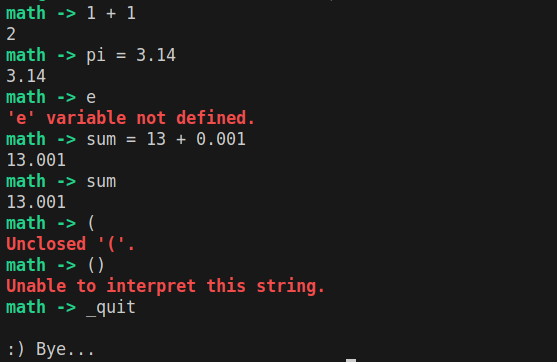 math -> 1 + 1
2
math -> pi = 3.14
3.14
math -> e
'e' variable not defined.
math -> sum = 13 + 0.001
13.001
math -> sum
13.001
math -> (
Unclosed '('.
math -> ()
Unable to interpret this string.
math -> _quit
:) Bye...